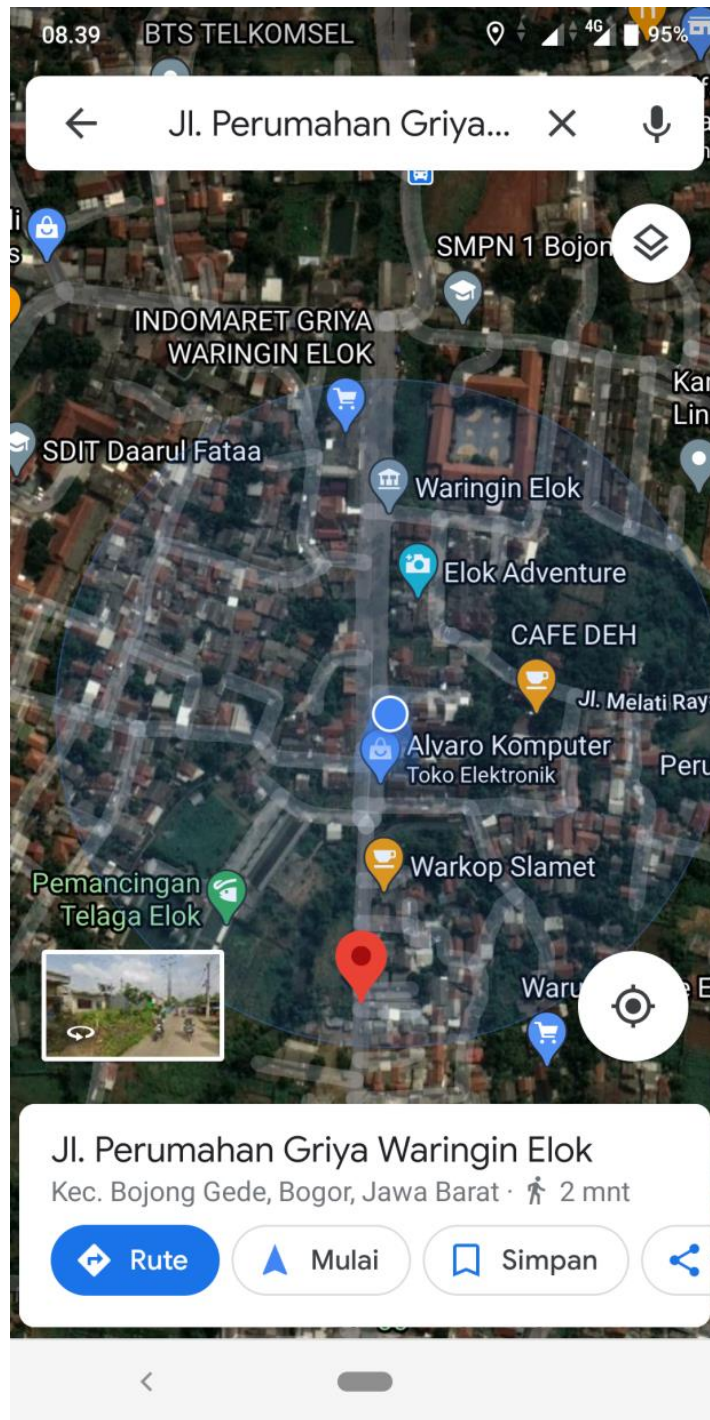 08.39
BTS TELKOMSEL
4G
95%
Jl. Perumahan Griya...
SMPN 1 Bojon
INDOMARET GRIYA
WARINGIN ELOK
Kar
Lin
SDIT Daarul Fataa
Waringin Elok
Elok Adventure
CAFE DEH
Jl. Melati Ray
Alvaro Komputer
Toko Elektronik
Peru
Warkop Slamet
Pemancingan
Telaga Elok
Waru
e E
Jl. Perumahan Griya Waringin Elok
Kec. Bojong Gede, Bogor, Jawa Barat · 2 mnt
Rute
Mulai
Simpan